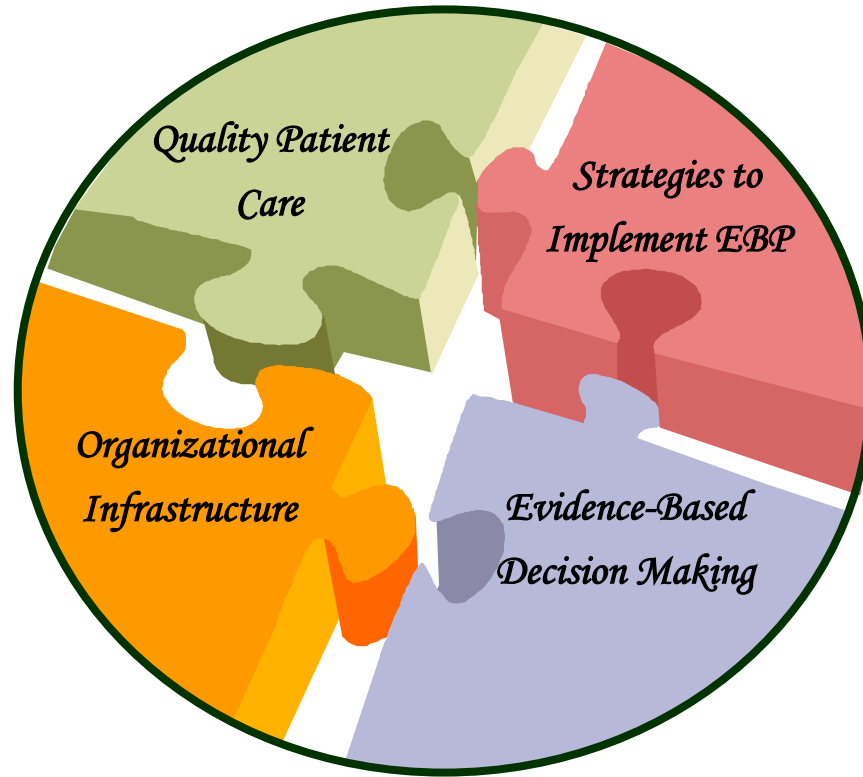 Quality Patient
Care
Strategies to
Implement EBP
Organizational
Infrastructure
Evidence-Based
Decision Making